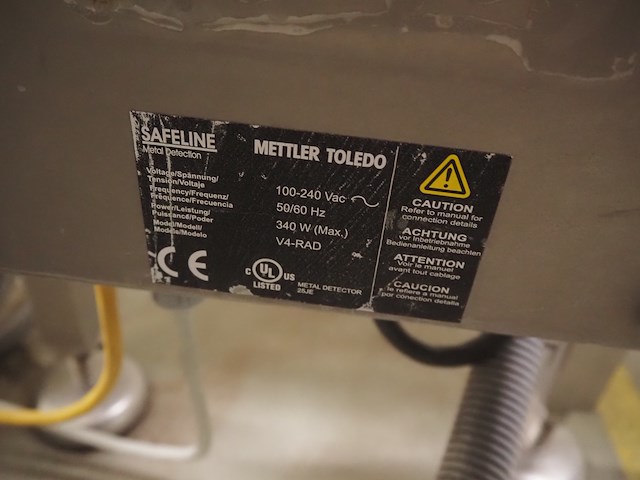 SAFELINE
Metal Detection
METTLER TOLEDO
Voltage/Spannung/
Tension/Voltaje
100-240 Vac
Frequency/Frequenz/
Fréquence/Frecuencia
50/60 Hz
Power/Leistung/
Puissance/Poder
340 W (Max.)
Model/Modell/
Modèle/Modelo
V4-RAD
CE
c UL US
LISTED
METAL DETECTOR
25JE
CAUTION
Refer to manual for
connection details
ACHTUNG
vor Inbetriebnahme
Bedienanleitung beachten
ATTENTION
Voir le manuel
avant tout cablage
CAUCION
le refiere a manual
por conection details